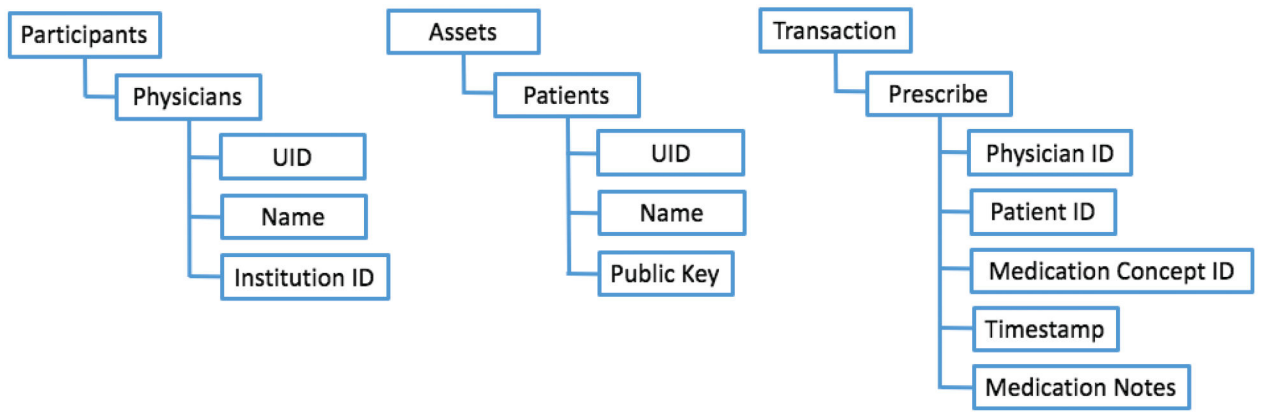 Participants
Physicians
UID
Name
Institution ID
Assets
Patients
UID
Name
Public Key
Transaction
Prescribe
Physician ID
Patient ID
Medication Concept ID
Timestamp
Medication Notes